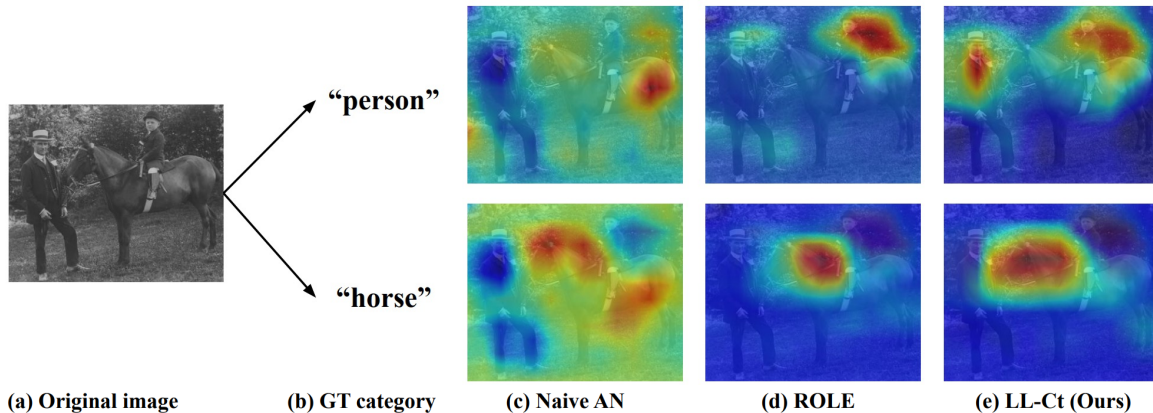 “person”
“horse”
(a) Original image (b) GT category (c) Naive AN (d) ROLE (e) LL-Ct (Ours)